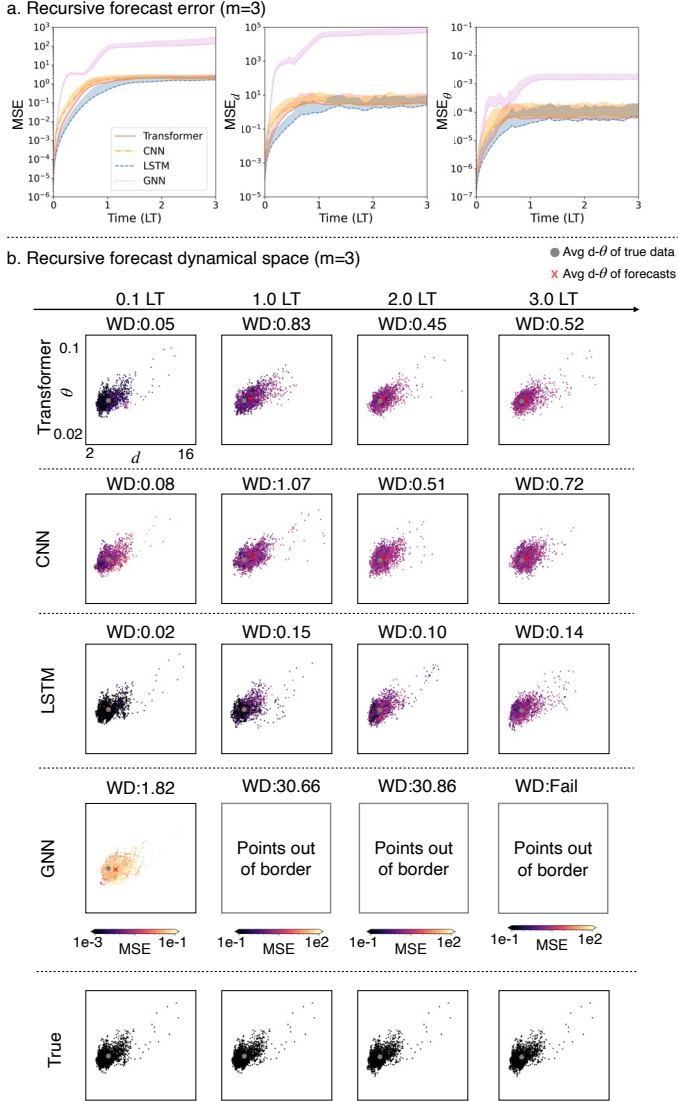 a. Recursive forecast error (m=3)
10³
10²
10¹
10⁰
10⁻¹
10⁻²
10⁻³
10⁻⁴
10⁻⁵
10⁻⁶
MSE
0 1 2 3
Time (LT)
Transformer
CNN
LSTM
GNN
10⁵
10³
10¹
10⁻¹
10⁻³
10⁻⁵
MSE_d
0 1 2 3
Time (LT)
10⁻¹
10⁻²
10⁻³
10⁻⁴
10⁻⁵
10⁻⁶
10⁻⁷
MSE_θ
0 1 2 3
Time (LT)
b. Recursive forecast dynamical space (m=3)
Avg d-θ of true data
x Avg d-θ of forecasts
0.1 LT 1.0 LT 2.0 LT 3.0 LT
WD:0.05 WD:0.83 WD:0.45 WD:0.52
Transformer
0.1
θ
0.02
2 d 16
WD:0.08 WD:1.07 WD:0.51 WD:0.72
CNN
WD:0.02 WD:0.15 WD:0.10 WD:0.14
LSTM
WD:1.82 WD:30.66 WD:30.86 WD:Fail
GNN
Points out Points out Points out
of border of border of border
1e-3 1e-1 1e-1 1e2 1e-1 1e2 1e-1 1e2
MSE MSE MSE MSE
True